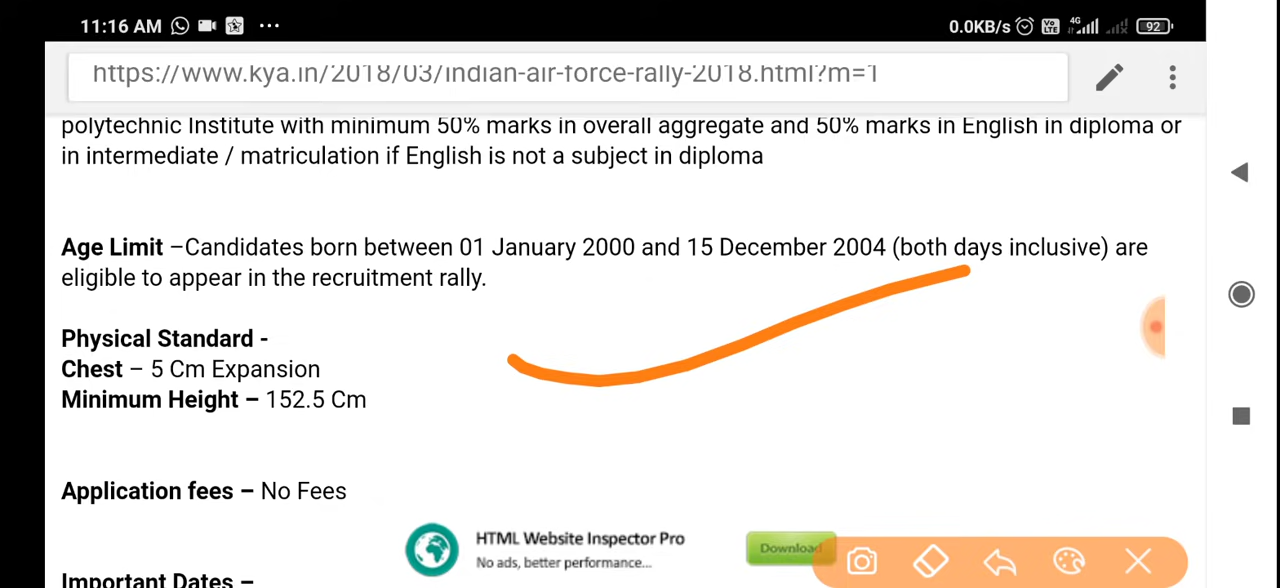 11:16 AM
0.0KB/s
Vo LTE
4G
92
https://www.kya.in/2018/03/indian-air-force-rally-2018.html?m=1
polytechnic Institute with minimum 50% marks in overall aggregate and 50% marks in English in diploma or
in intermediate / matriculation if English is not a subject in diploma
Age Limit –Candidates born between 01 January 2000 and 15 December 2004 (both days inclusive) are
eligible to appear in the recruitment rally.
Physical Standard -
Chest – 5 Cm Expansion
Minimum Height – 152.5 Cm
Application fees – No Fees
HTML Website Inspector Pro
No ads, better performance...
Download
Important Dates –